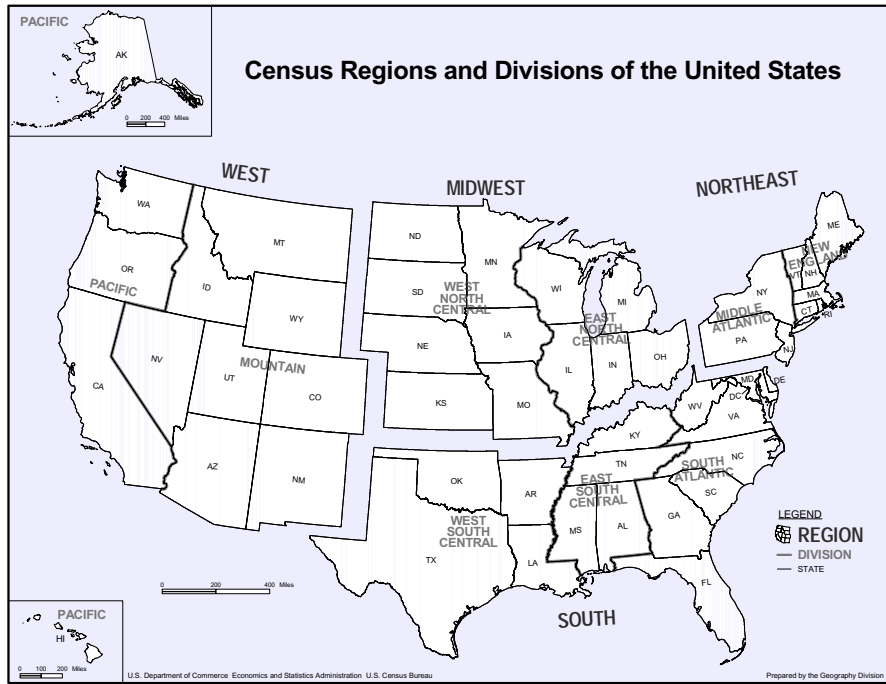 PACIFIC
AK
0 200 400 Miles
Census Regions and Divisions of the United States
WEST
MIDWEST
NORTHEAST
WA
MT
ND
MN
ME
OR
ID
SD
WI
MI
NY
VT
NH
NEW
ENGLAND
MA
CT
RI
PACIFIC
WY
WEST
NORTH
CENTRAL
EAST
NORTH
CENTRAL
MIDDLE
ATLANTIC
PA
NJ
NV
UT
MOUNTAIN
CO
NE
IA
IL
IN
OH
CA
KS
MO
WV
MD
DE
DC
VA
KY
AZ
NM
OK
AR
TN
NC
SOUTH
ATLANTIC
SC
EAST
SOUTH
CENTRAL
MS
AL
GA
WEST
SOUTH
CENTRAL
TX
LA
FL
SOUTH
LEGEND
REGION
DIVISION
STATE
0 200 400 Miles
PACIFIC
HI
0 100 200 Miles
U.S. Department of Commerce Economics and Statistics Administration U.S. Census Bureau
Prepared by the Geography Division